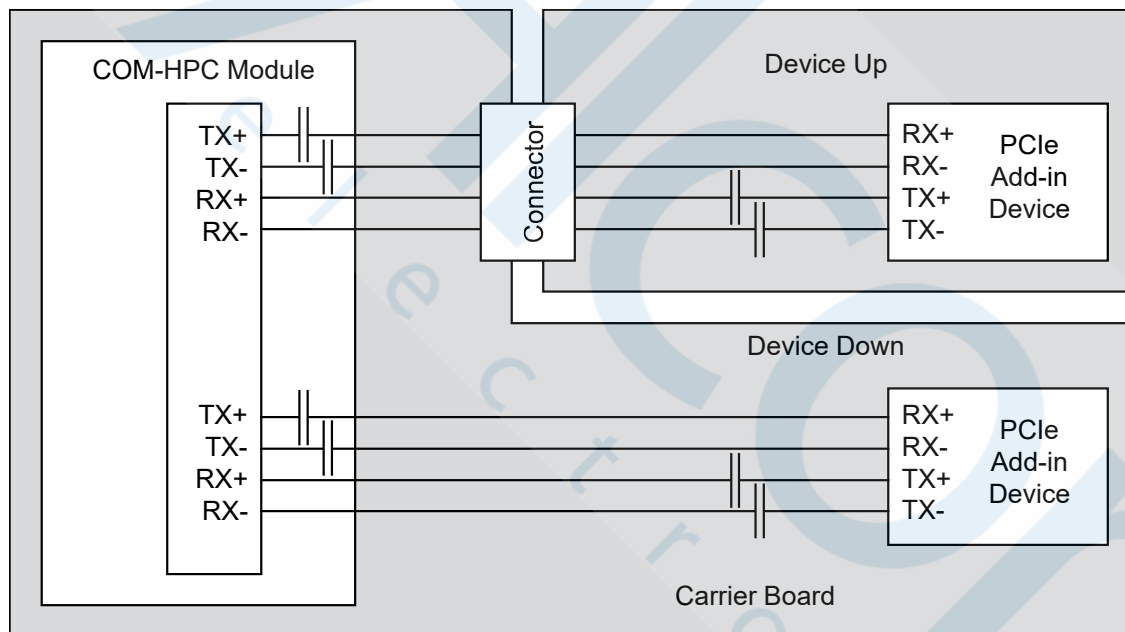 COM-HPC Module
Device Up
TX+
TX-
RX+
RX-
Connector
RX+
RX-
TX+
TX-
PCIe
Add-in
Device
Device Down
TX+
TX-
RX+
RX-
RX+
RX-
TX+
TX-
PCIe
Add-in
Device
Carrier Board